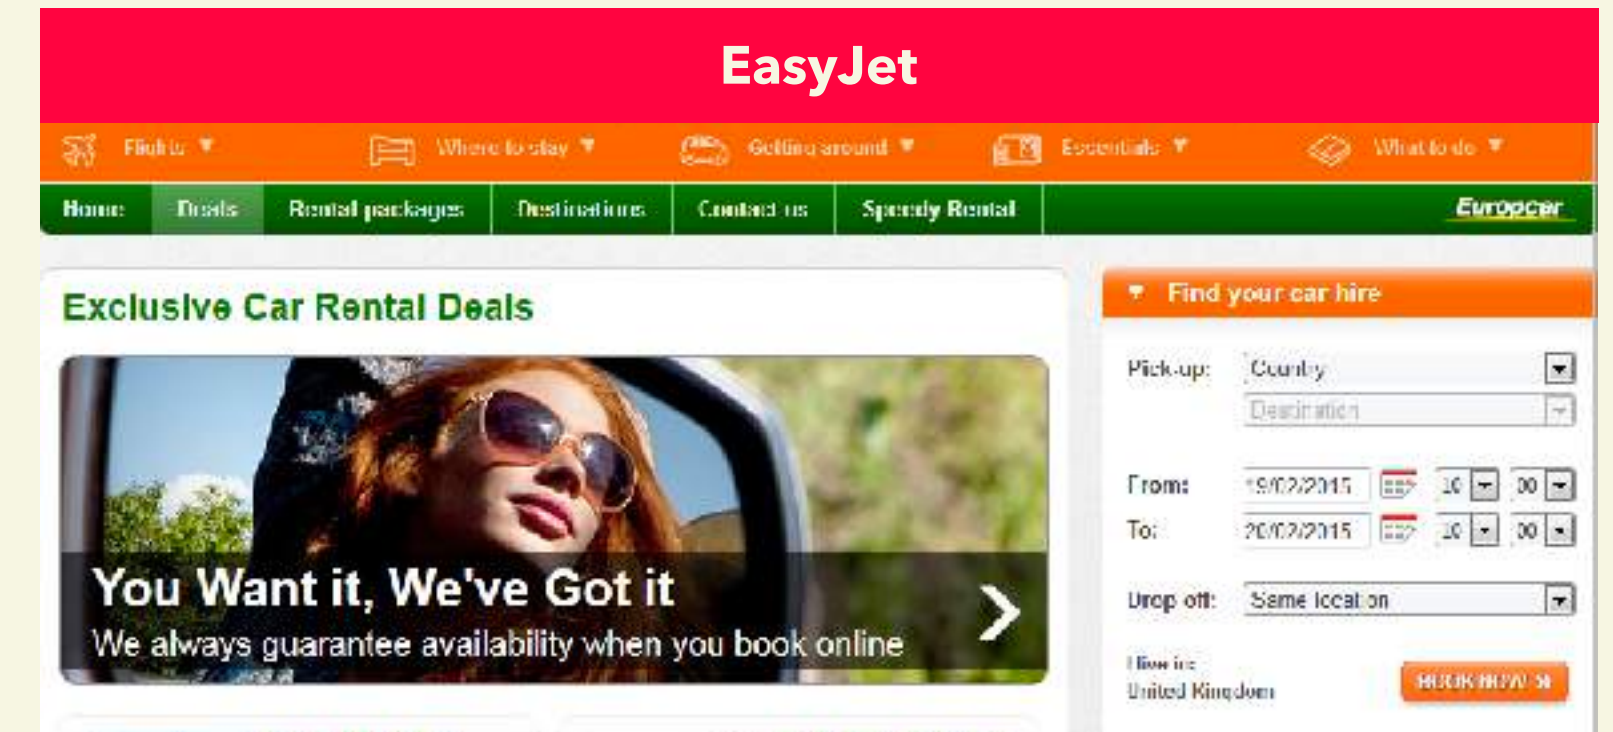 EasyJet
Flights Where to stay Getting around Essentials What to do
Home Deals Rental packages Destinations Contact us Speedy Rental Europcar
Exclusive Car Rental Deals
You Want it, We've Got it
We always guarantee availability when you book online
Find your car hire
Pick-up: Country
Destination
From: 19/02/2015 10 00
To: 20/02/2015 10 00
Drop off: Same location
I live in:
United Kingdom
BOOK NOW »